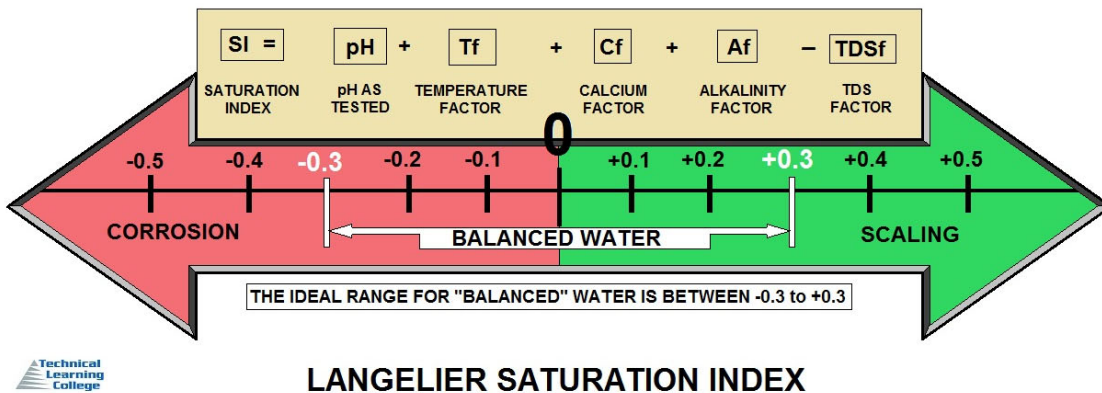 SI = pH + Tf + Cf + Af – TDSf
SATURATION INDEX
pH AS TESTED
TEMPERATURE FACTOR
CALCIUM FACTOR
ALKALINITY FACTOR
TDS FACTOR
0
-0.5 -0.4 -0.3 -0.2 -0.1 +0.1 +0.2 +0.3 +0.4 +0.5
CORROSION BALANCED WATER SCALING
THE IDEAL RANGE FOR "BALANCED" WATER IS BETWEEN -0.3 to +0.3
Technical
Learning
College
LANGELIER SATURATION INDEX